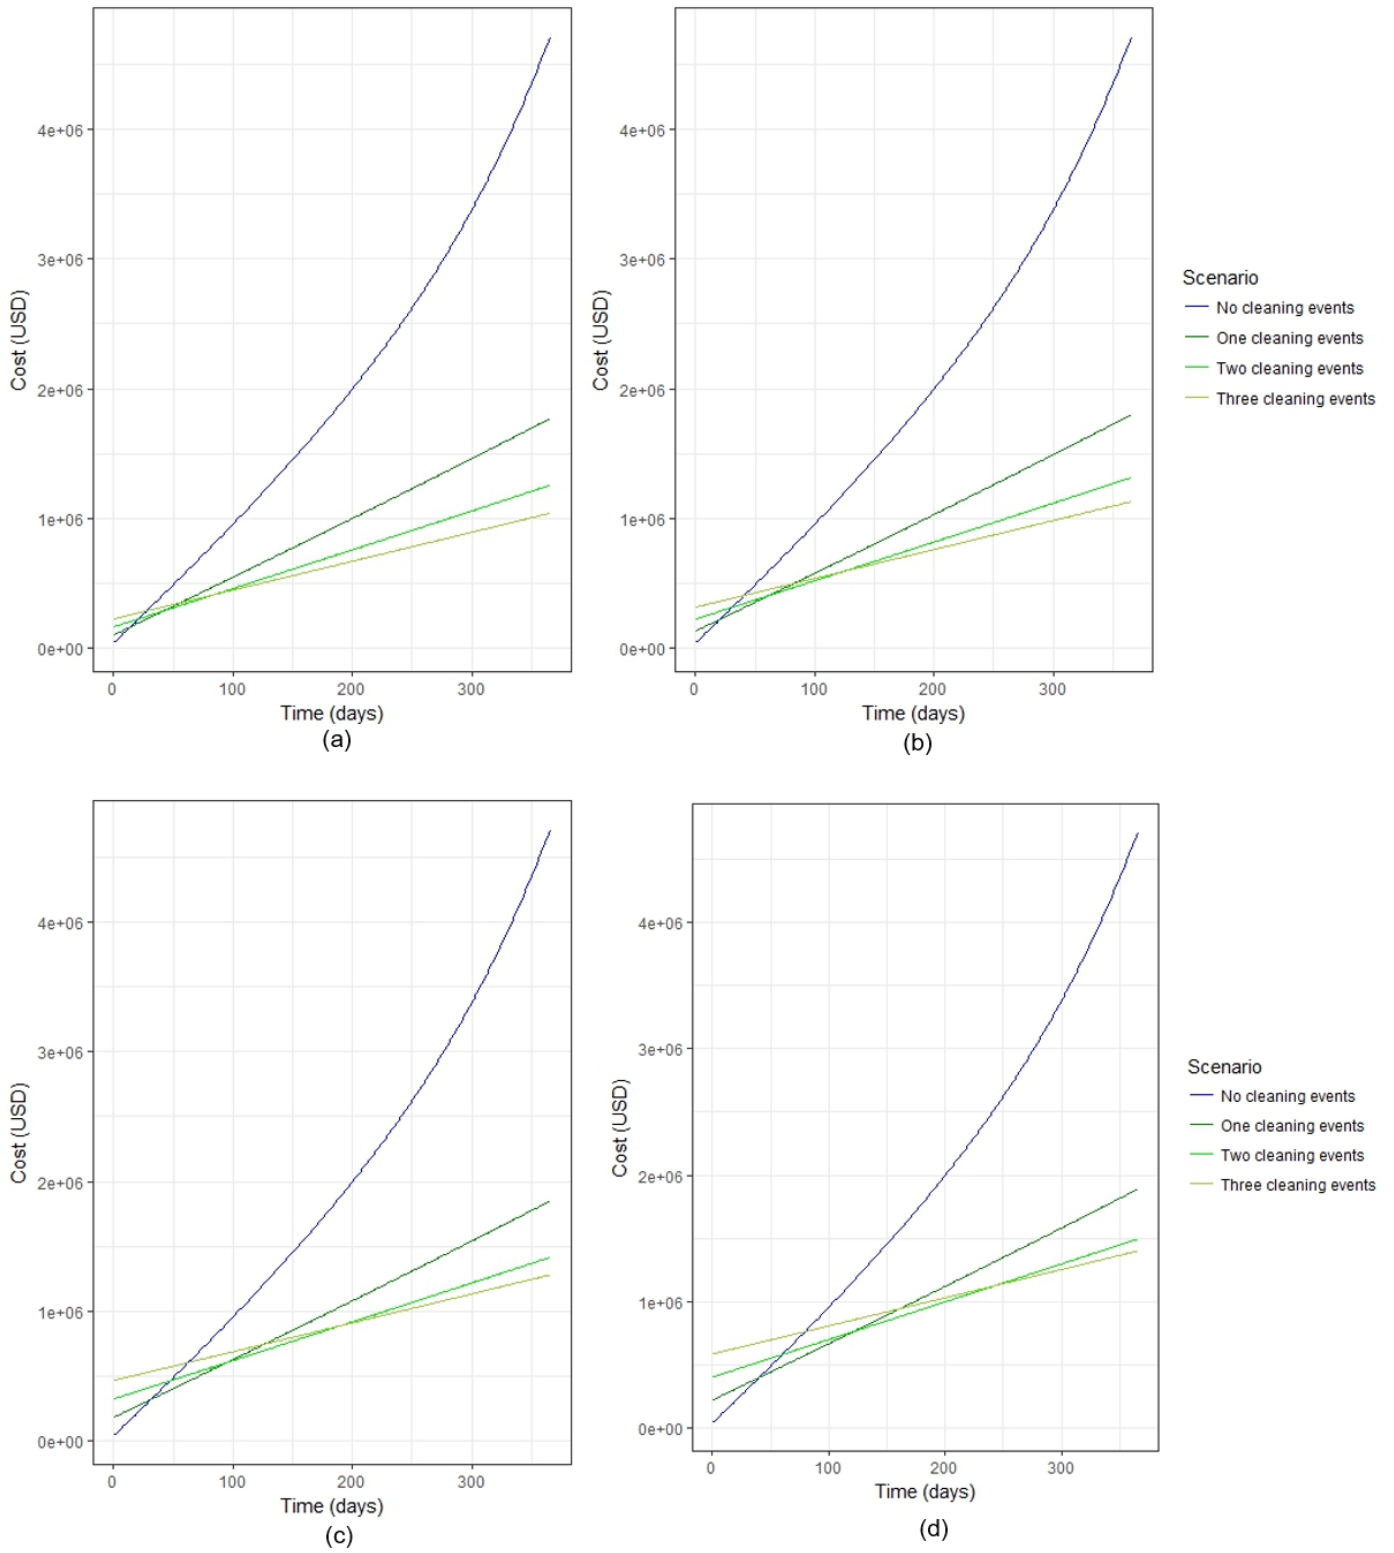 4e+06
3e+06
2e+06
1e+06
0e+00
Cost (USD)
0 100 200 300
Time (days)
(a)
4e+06
3e+06
2e+06
1e+06
0e+00
Cost (USD)
0 100 200 300
Time (days)
(b)
Scenario
No cleaning events
One cleaning events
Two cleaning events
Three cleaning events
4e+06
3e+06
2e+06
1e+06
0e+00
Cost (USD)
0 100 200 300
Time (days)
(c)
4e+06
3e+06
2e+06
1e+06
0e+00
Cost (USD)
0 100 200 300
Time (days)
(d)
Scenario
No cleaning events
One cleaning events
Two cleaning events
Three cleaning events